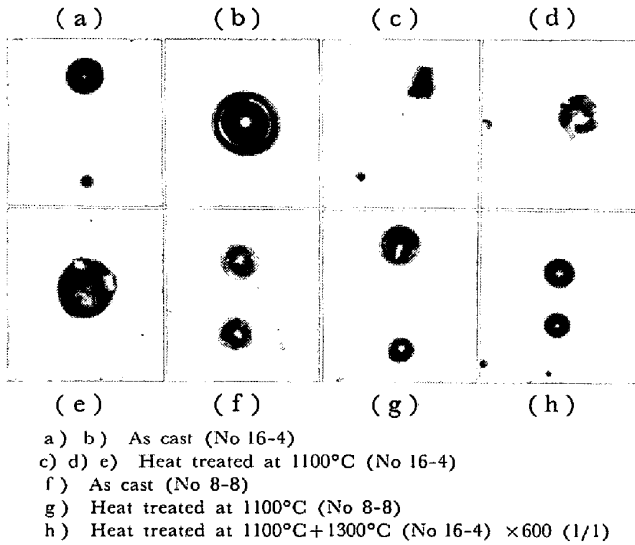 (a) (b) (c) (d)
(e) (f) (g) (h)
a) b) As cast (No 16-4)
c) d) e) Heat treated at 1100°C (No 16-4)
f) As cast (No 8-8)
g) Heat treated at 1100°C (No 8-8)
h) Heat treated at 1100°C+1300°C (No 16-4) ×600 (1/1)